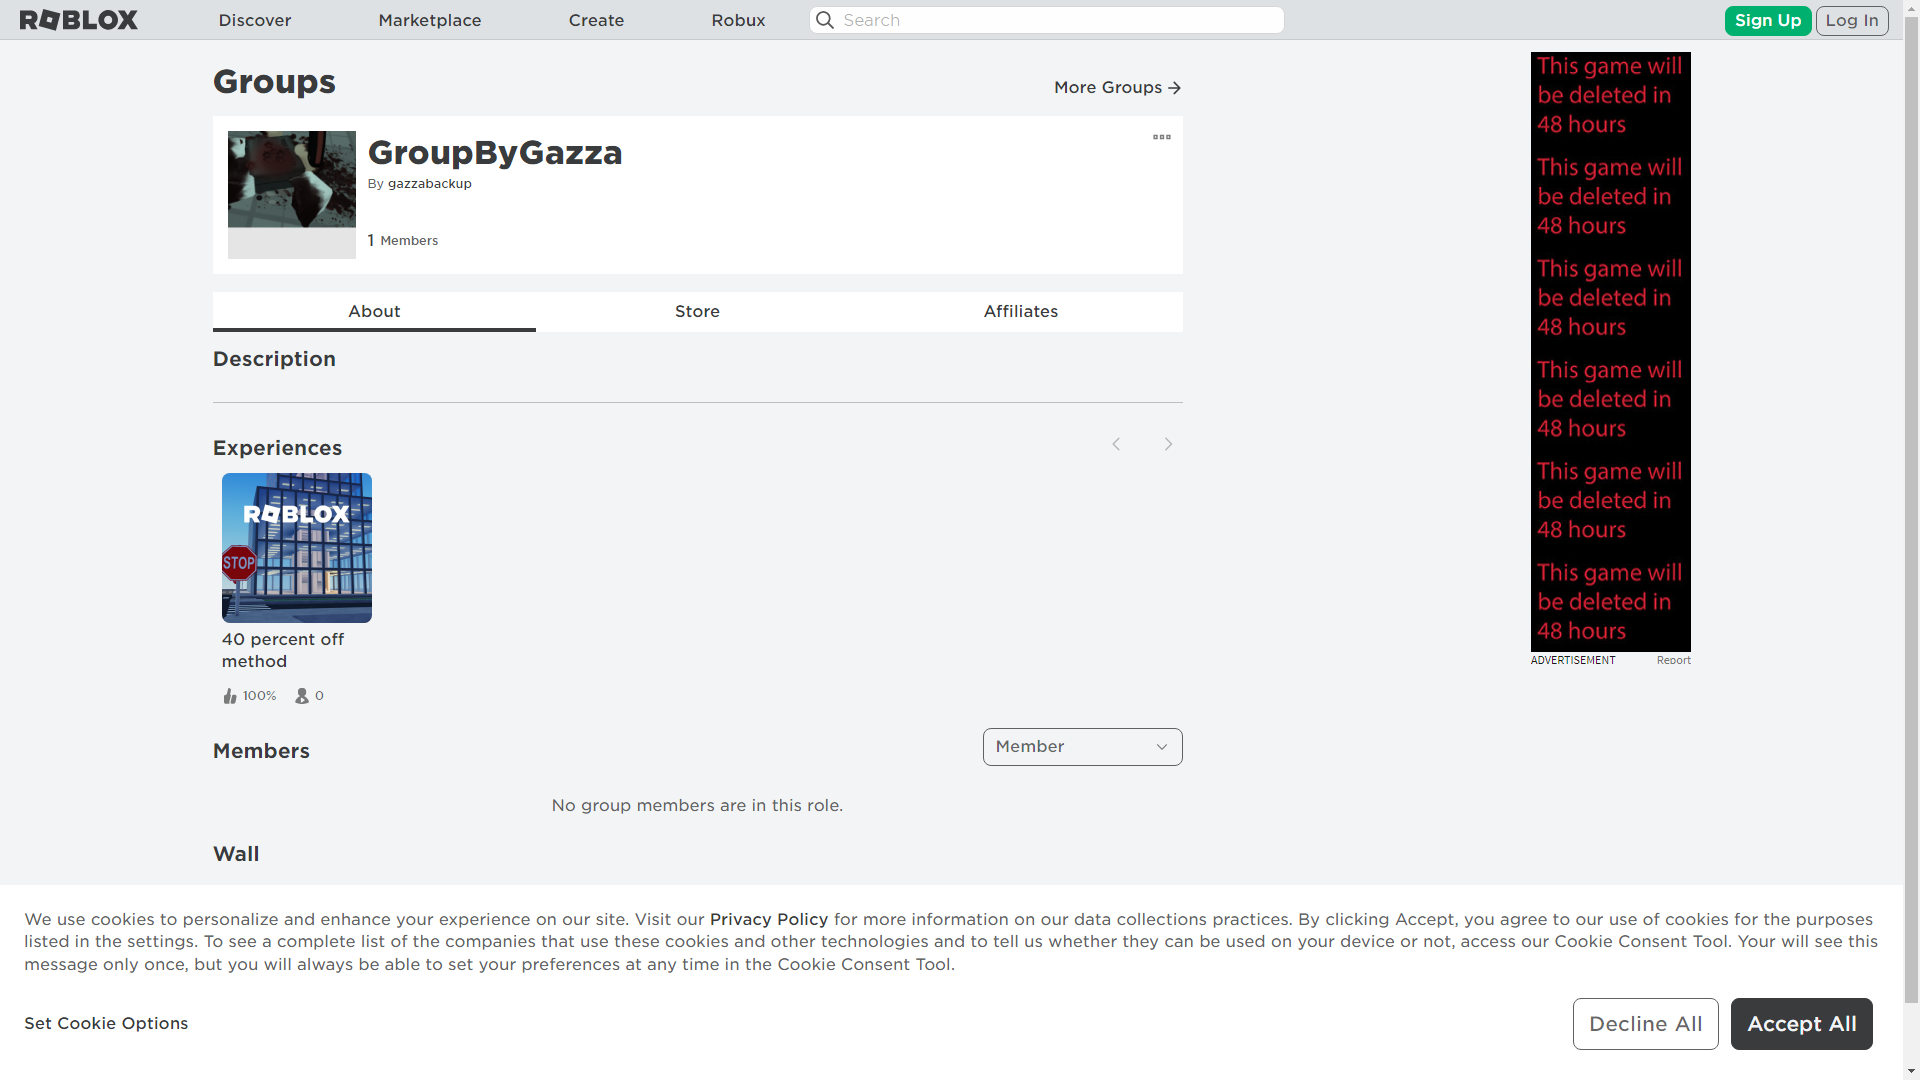 ROBLOX
Discover
Marketplace
Create
Robux
Search
Sign Up
Log In
Groups
More Groups
GroupByGazza
By gazzabackup
1 Members
About
Store
Affiliates
Description
Experiences
ROBLOX
STOP
40 percent off
method
100%
0
Members
Member
No group members are in this role.
Wall
This game will
be deleted in
48 hours
This game will
be deleted in
48 hours
This game will
be deleted in
48 hours
This game will
be deleted in
48 hours
This game will
be deleted in
48 hours
This game will
be deleted in
48 hours
ADVERTISEMENT
Report
We use cookies to personalize and enhance your experience on our site. Visit our Privacy Policy for more information on our data collections practices. By clicking Accept, you agree to our use of cookies for the purposes
listed in the settings. To see a complete list of the companies that use these cookies and other technologies and to tell us whether they can be used on your device or not, access our Cookie Consent Tool. Your will see this
message only once, but you will always be able to set your preferences at any time in the Cookie Consent Tool.
Set Cookie Options
Decline All
Accept All